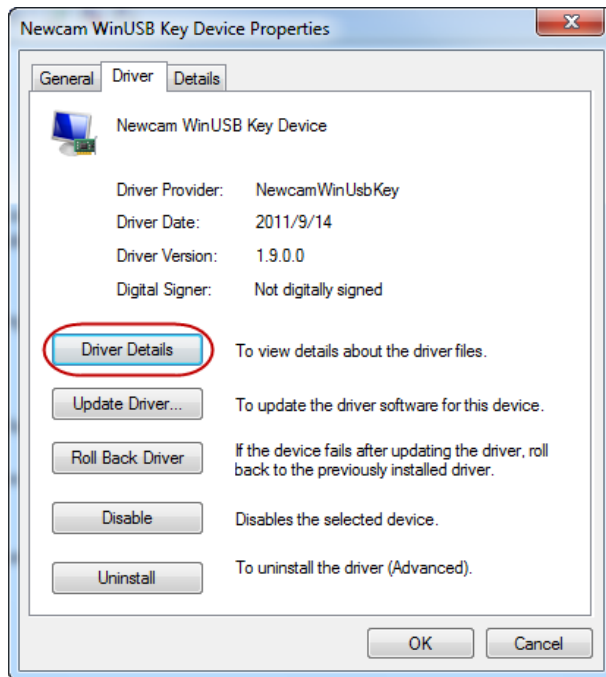 Newcam WinUSB Key Device Properties
General Driver Details
Newcam WinUSB Key Device
Driver Provider: NewcamWinUsbKey
Driver Date: 2011/9/14
Driver Version: 1.9.0.0
Digital Signer: Not digitally signed
Driver Details To view details about the driver files.
Update Driver... To update the driver software for this device.
Roll Back Driver If the device fails after updating the driver, roll
back to the previously installed driver.
Disable Disables the selected device.
Uninstall To uninstall the driver (Advanced).
OK Cancel